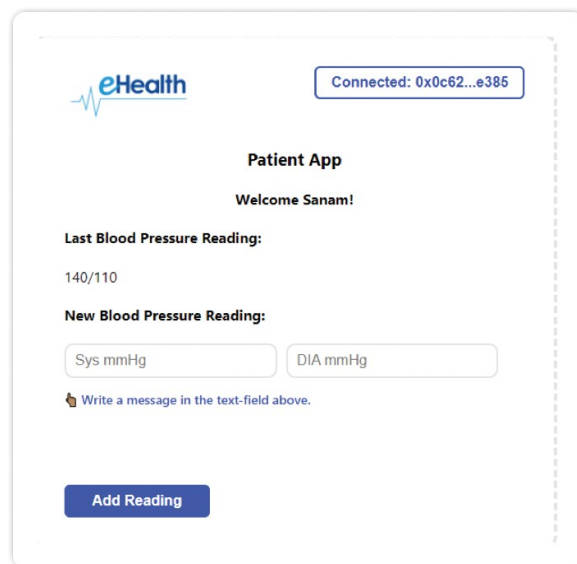 eHealth
Connected: 0x0c62...e385
Patient App
Welcome Sanam!
Last Blood Pressure Reading:
140/110
New Blood Pressure Reading:
Sys mmHg
DIA mmHg
Write a message in the text-field above.
Add Reading